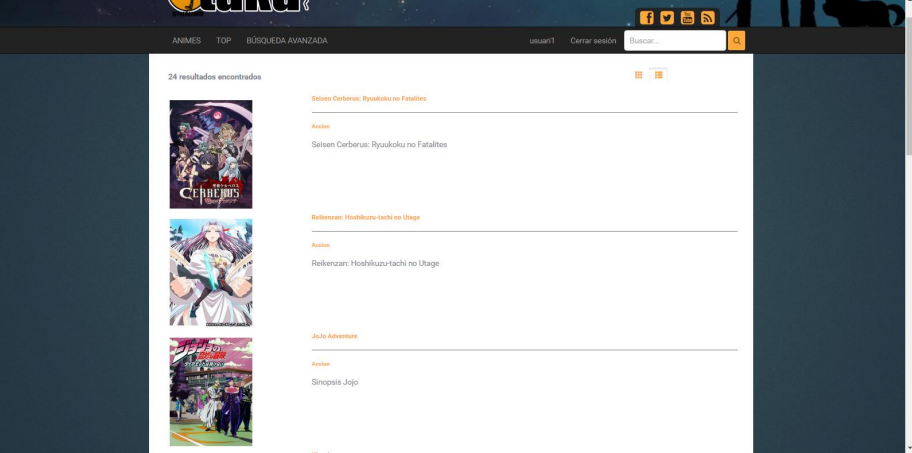 Otaku
ANIMES TOP BÚSQUEDA AVANZADA usuari1 Cerrar sesión Buscar...
24 resultados encontrados
Seisen Cerberus: Ryuukoku no Fatalites
Accion
Seisen Cerberus: Ryuukoku no Fatalites
CERBERUS
Reikenzan: Hoshikuzu-tachi no Utage
Accion
Reikenzan: Hoshikuzu-tachi no Utage
JoJo Adventure
Accion
Sinopsis Jojo